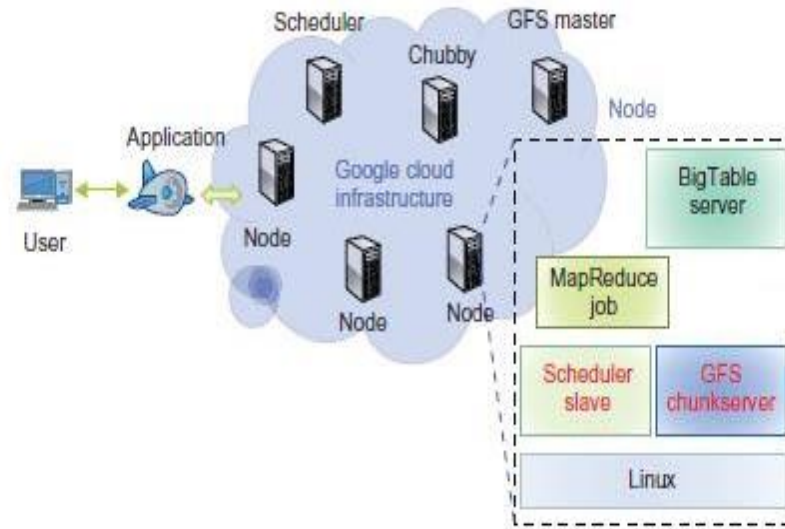 Scheduler
GFS master
Chubby
Node
Application
Google cloud
infrastructure
BigTable
server
User
Node
MapReduce
job
Node
Node
Scheduler
slave
GFS
chunkserver
Linux